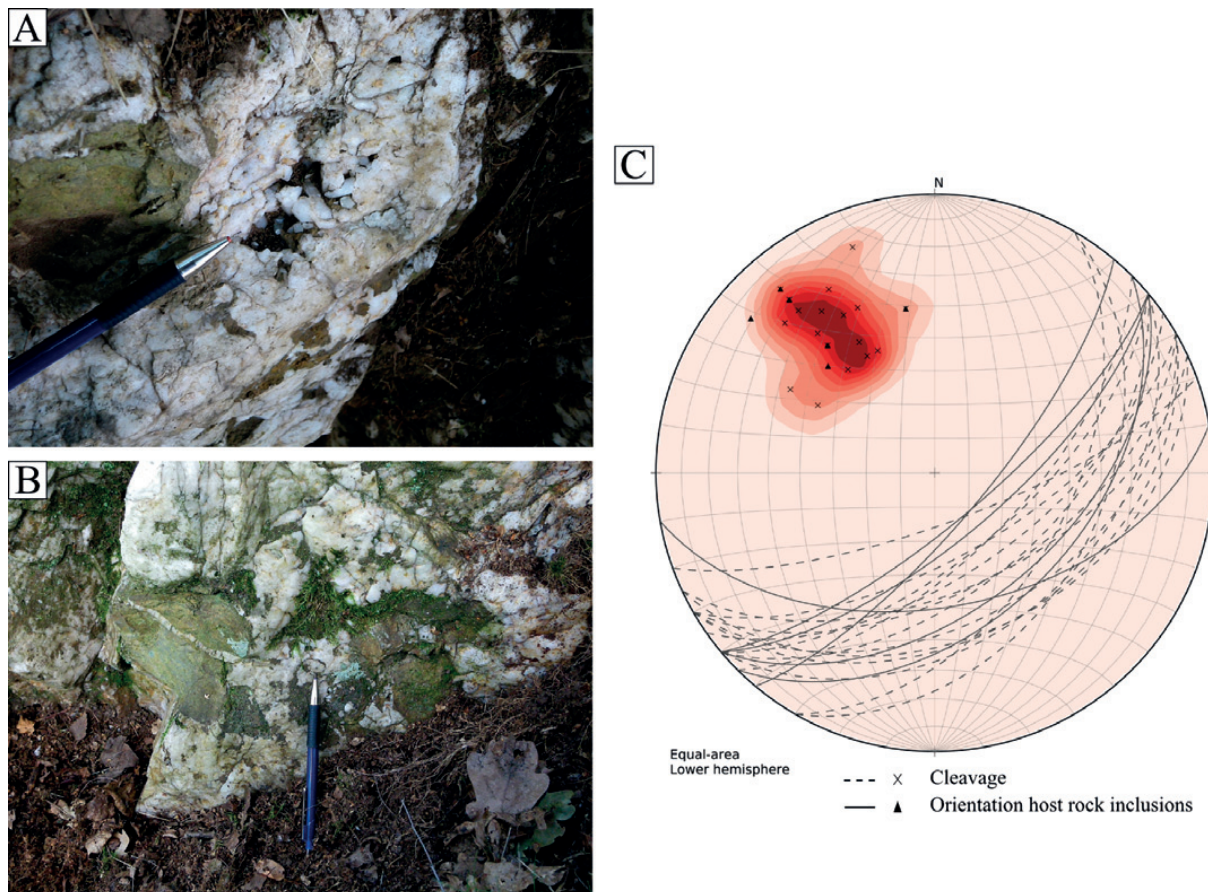 A
B
C
N
Equal-area
Lower hemisphere
Cleavage
Orientation host rock inclusions